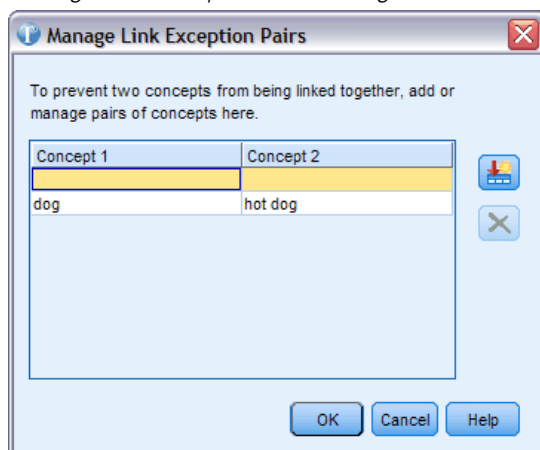 Manage Link Exception Pairs
To prevent two concepts from being linked together, add or
manage pairs of concepts here.
Concept 1 Concept 2
dog hot dog
OK Cancel Help